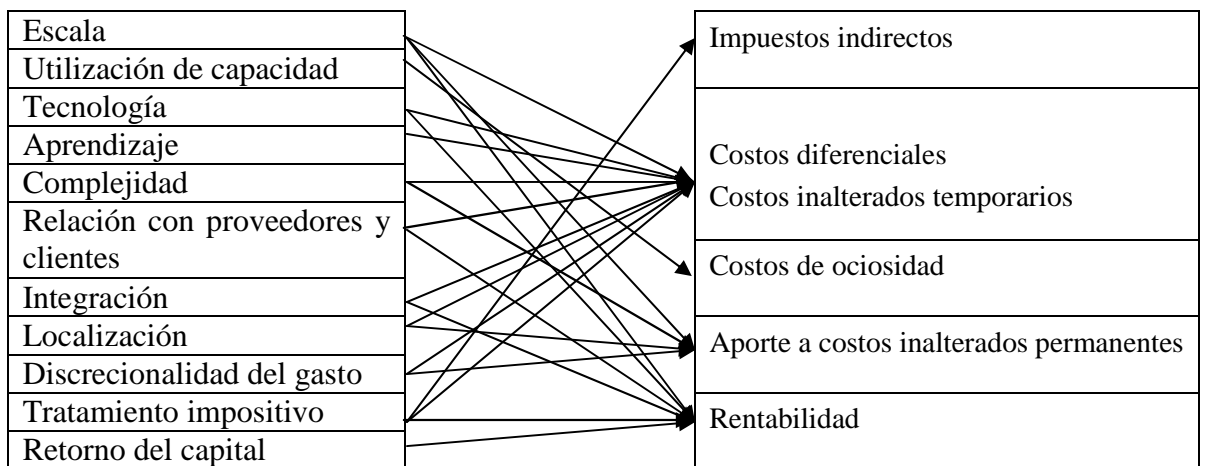 Escala
Utilización de capacidad
Tecnología
Aprendizaje
Complejidad
Relación con proveedores y
clientes
Integración
Localización
Discrecionalidad del gasto
Tratamiento impositivo
Retorno del capital
Impuestos indirectos
Costos diferenciales
Costos inalterados temporarios
Costos de ociosidad
Aporte a costos inalterados permanentes
Rentabilidad